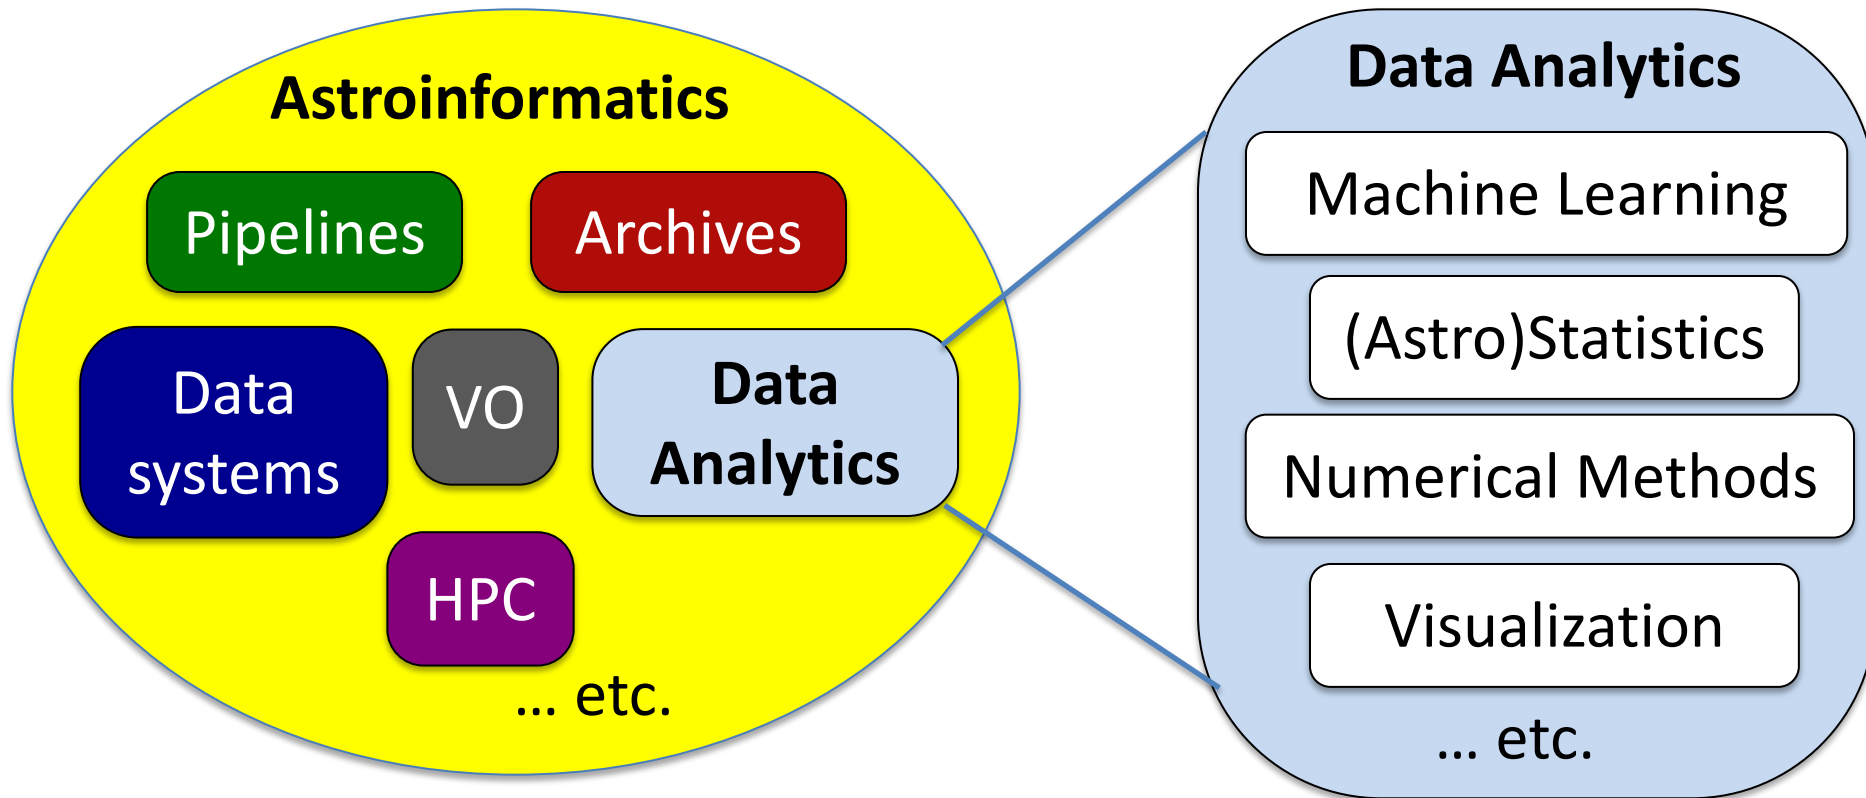 Astroinformatics
Pipelines
Archives
Data
systems
VO
Data
Analytics
HPC
... etc.
Data Analytics
Machine Learning
(Astro)Statistics
Numerical Methods
Visualization
... etc.